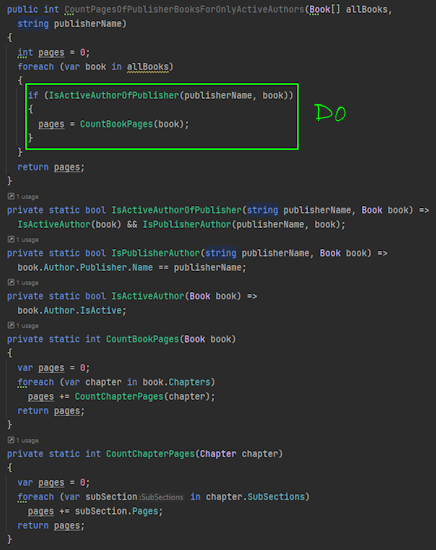 public int CountPagesOfPublisherBooksForOnlyActiveAuthors(Book[] allBooks,
string publisherName)
{
int pages = 0;
foreach (var book in allBooks)
{
if (IsActiveAuthorOfPublisher(publisherName, book))
{
pages = CountBookPages(book);
}
}
return pages;
}
DO
1 usage
private static bool IsActiveAuthorOfPublisher(string publisherName, Book book) =>
IsActiveAuthor(book) && IsPublisherAuthor(publisherName, book);
1 usage
private static bool IsPublisherAuthor(string publisherName, Book book) =>
book.Author.Publisher.Name == publisherName;
1 usage
private static bool IsActiveAuthor(Book book) =>
book.Author.IsActive;
1 usage
private static int CountBookPages(Book book)
{
var pages = 0;
foreach (var chapter in book.Chapters)
pages += CountChapterPages(chapter);
return pages;
}
1 usage
private static int CountChapterPages(Chapter chapter)
{
var pages = 0;
foreach (var subSection :SubSections in chapter.SubSections)
pages += subSection.Pages;
return pages;
}